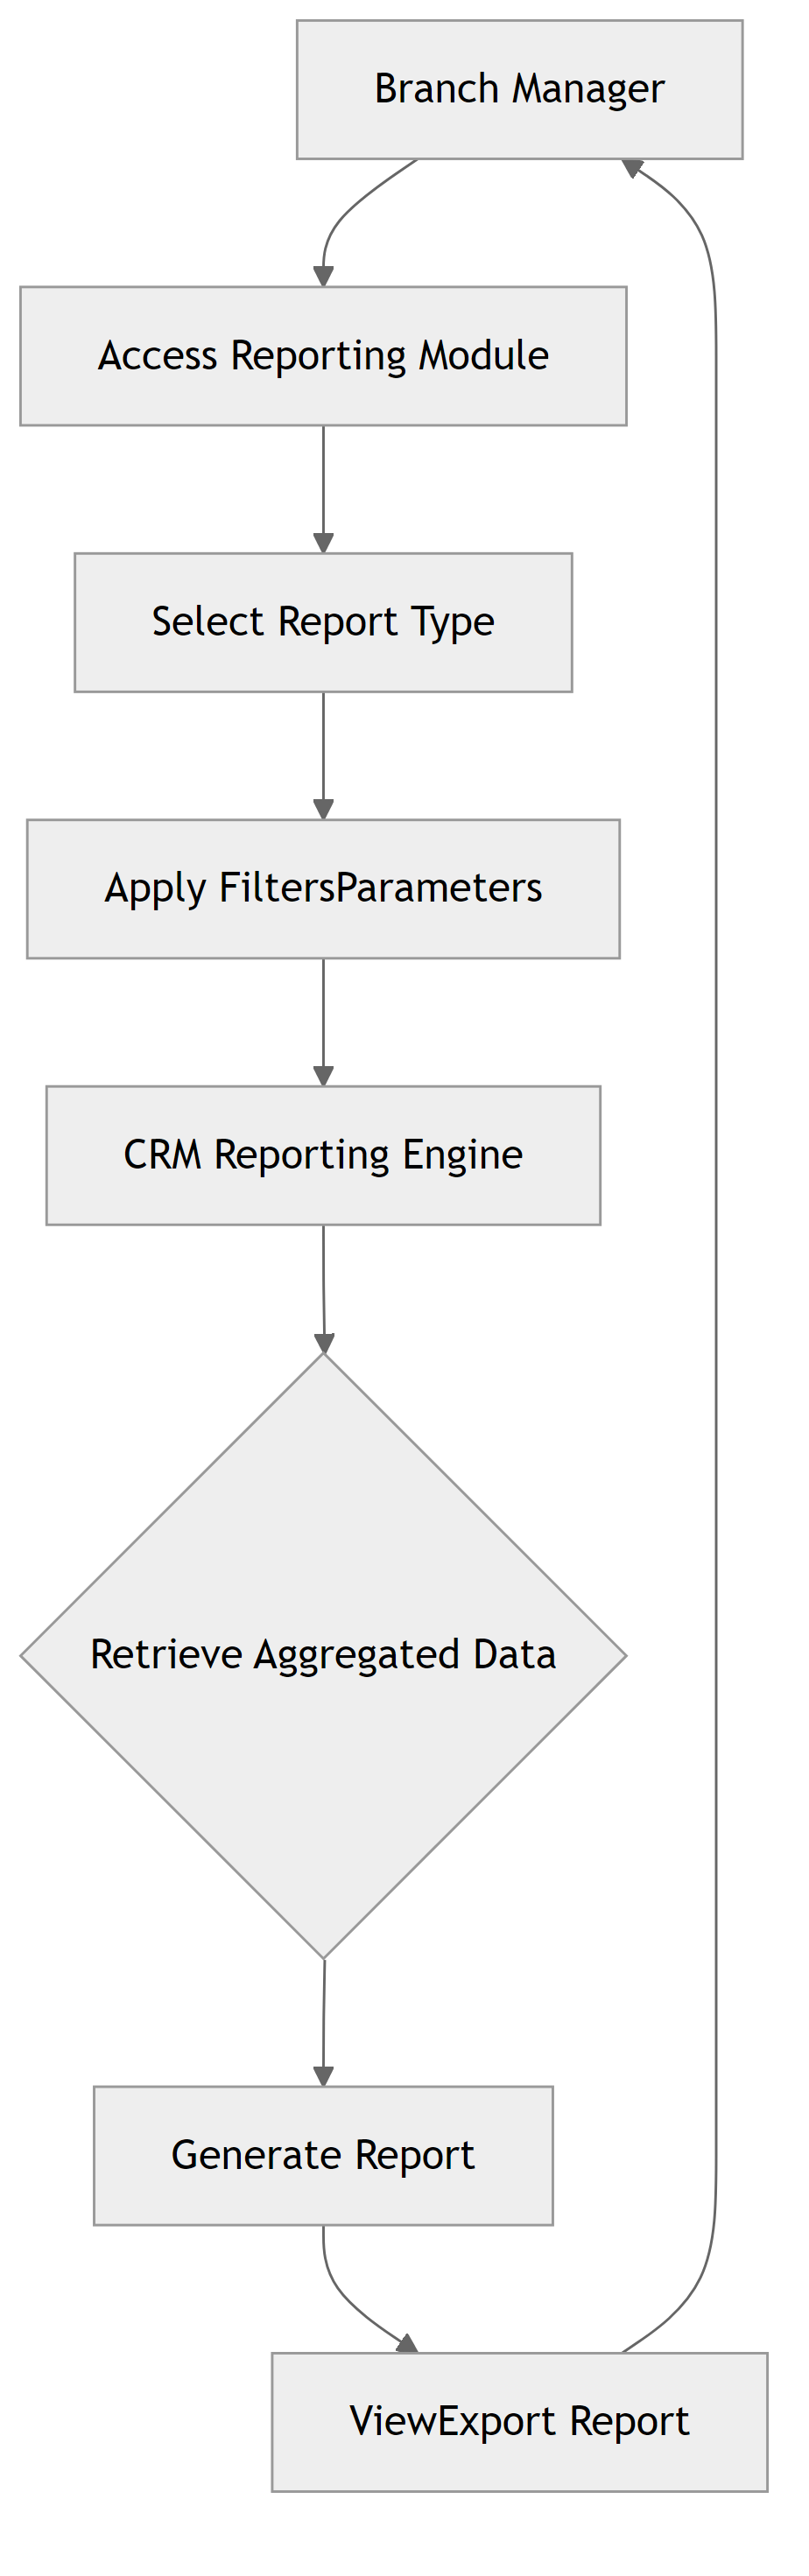 Branch Manager
Access Reporting Module
Select Report Type
Apply FiltersParameters
CRM Reporting Engine
Retrieve Aggregated Data
Generate Report
ViewExport Report